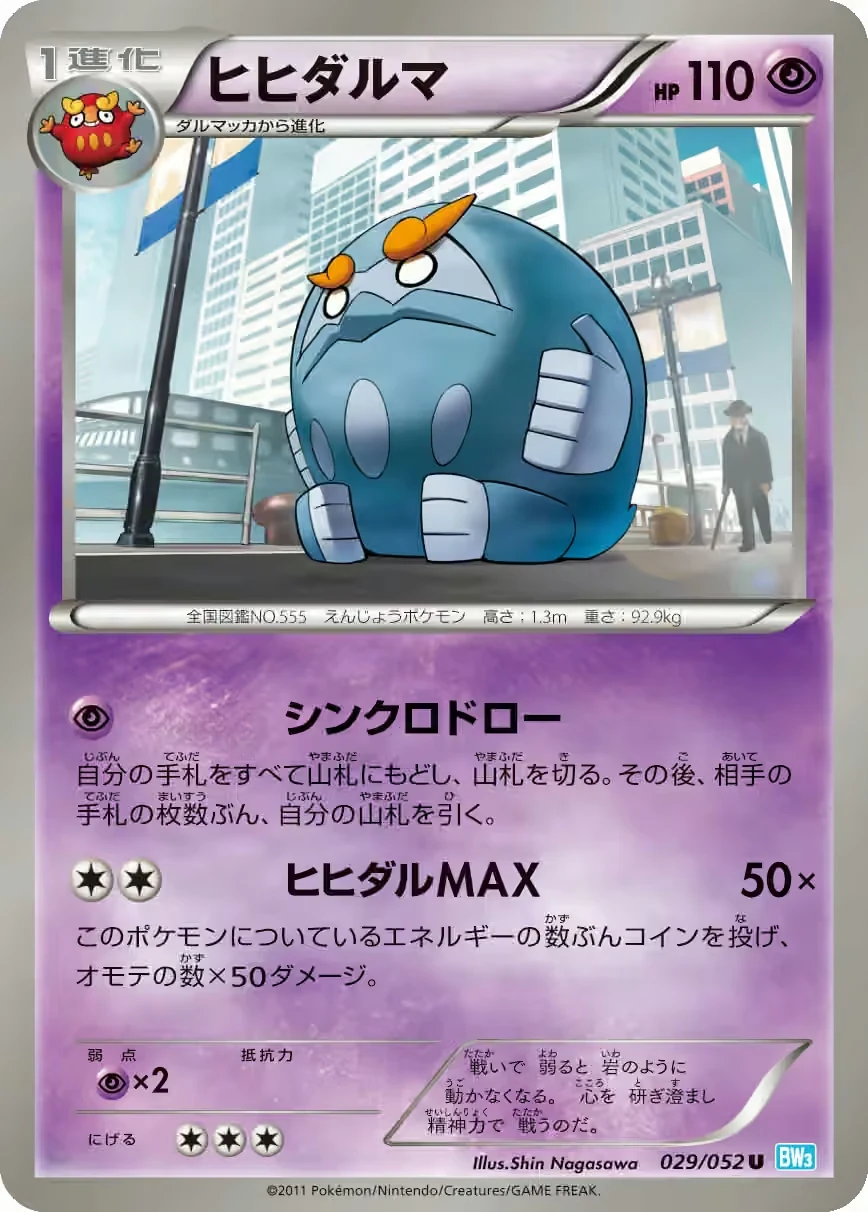 1進化
ヒヒダルマ
HP 110
ダルマッカから進化
全国図鑑NO.555 えんじょうポケモン 高さ:1.3m 重さ:92.9kg
シンクロドロー
自分の手札をすべて山札にもどし、山札を切る。その後、相手の
手札の枚数ぶん、自分の山札を引く。
ヒヒダルMAX 50×
このポケモンについているエネルギーの数ぶんコインを投げ、
オモテの数×50ダメージ。
弱点 抵抗力
×2
にげる
戦いで 弱ると 岩のように
動かなくなる。 心を 研ぎ澄まし
精神力で 戦うのだ。
Illus.Shin Nagasawa 029/052 U BW3
©2011 Pokémon/Nintendo/Creatures/GAME FREAK.